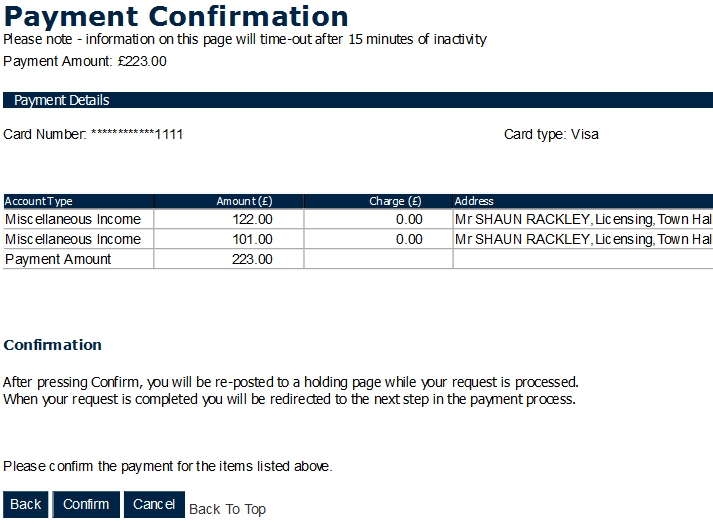 Payment Confirmation
Please note - information on this page will time-out after 15 minutes of inactivity
Payment Amount: £223.00
Payment Details
Card Number: ************1111 Card type: Visa
Account Type Amount (£) Charge (£) Address
Miscellaneous Income 122.00 0.00 Mr SHAUN RACKLEY, Licensing, Town Hal
Miscellaneous Income 101.00 0.00 Mr SHAUN RACKLEY, Licensing, Town Hal
Payment Amount 223.00
Confirmation
After pressing Confirm, you will be re-posted to a holding page while your request is processed.
When your request is completed you will be redirected to the next step in the payment process.
Please confirm the payment for the items listed above.
Back Confirm Cancel Back To Top